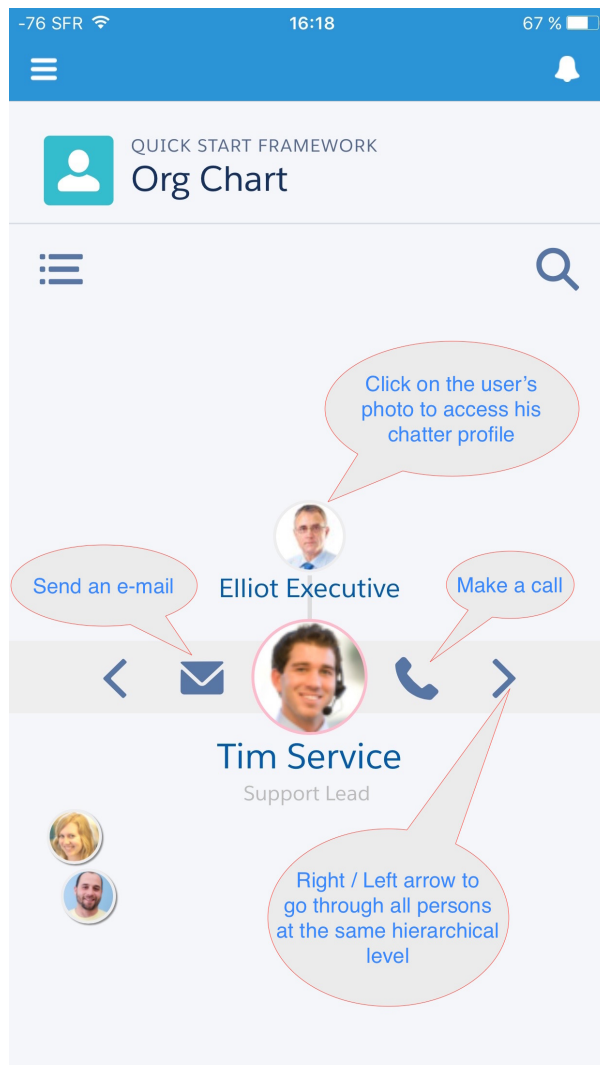 -76 SFR 16:18 67 %
QUICK START FRAMEWORK
Org Chart
Click on the user's
photo to access his
chatter profile
Send an e-mail
Elliot Executive
Make a call
Tim Service
Support Lead
Right / Left arrow to
go through all persons
at the same hierarchical
level